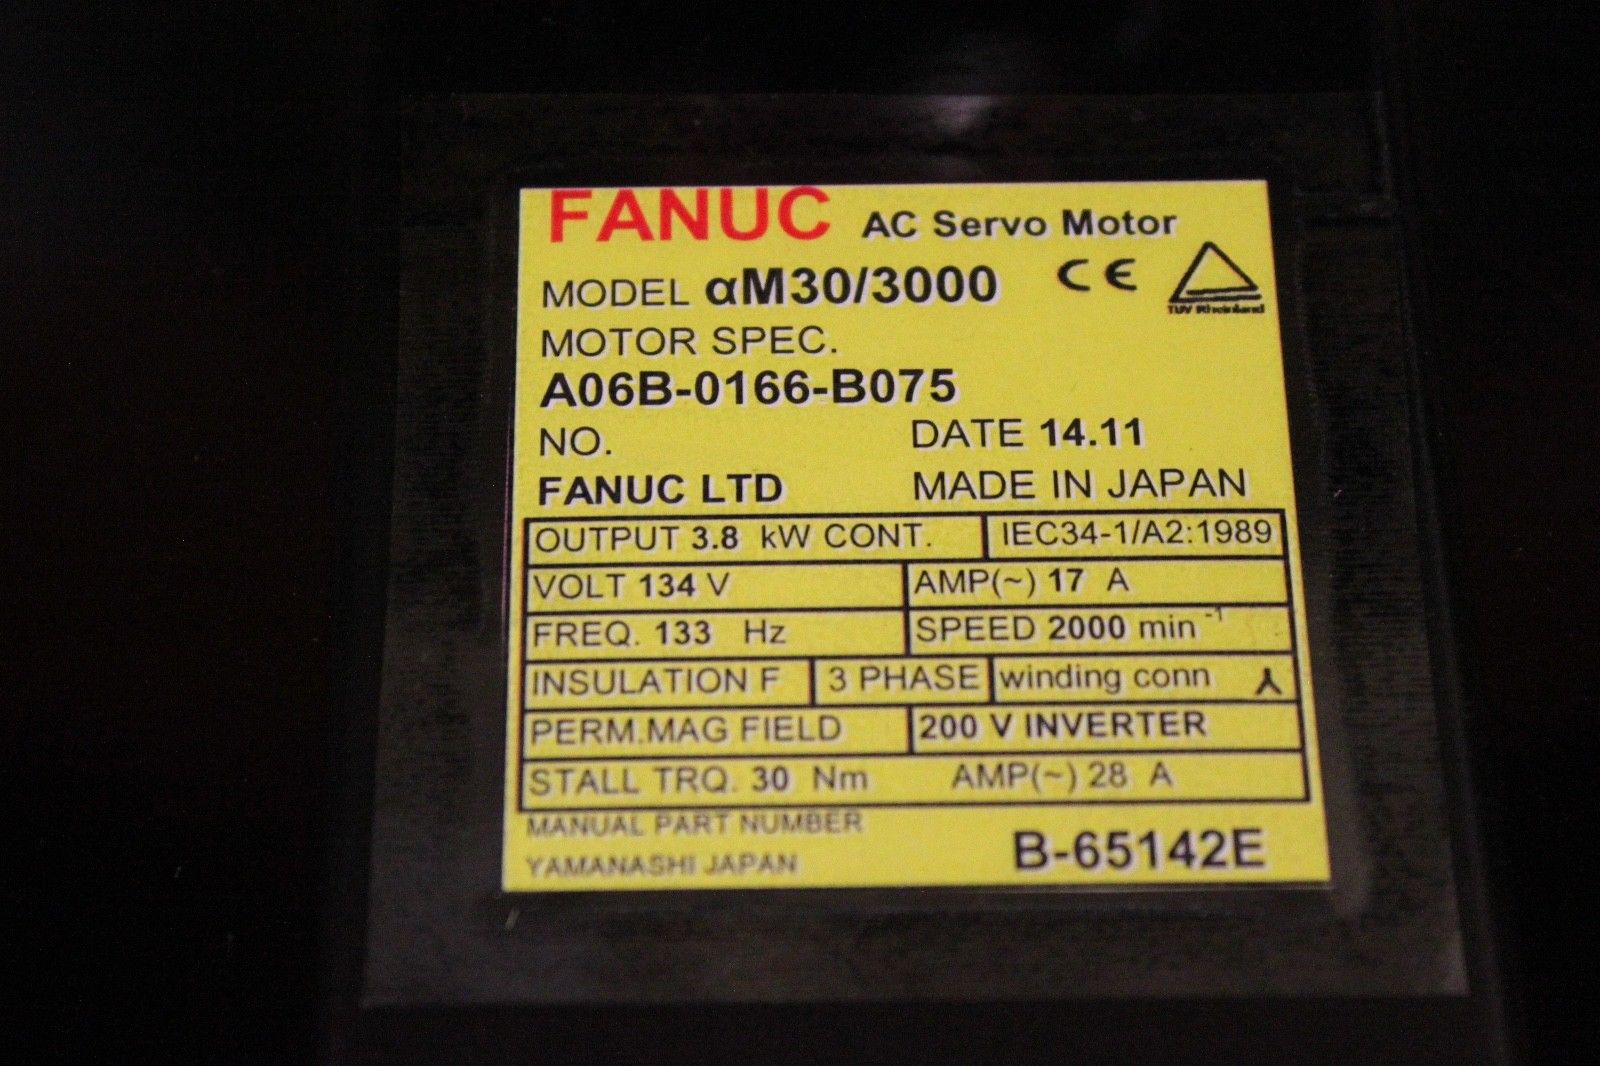 FANUC AC Servo Motor
MODEL αM30/3000 CE
TUV Rheinland
MOTOR SPEC.
A06B-0166-B075
NO. DATE 14.11
FANUC LTD MADE IN JAPAN
OUTPUT 3.8 kW CONT. IEC34-1/A2:1989
VOLT 134 V AMP(~) 17 A
FREQ. 133 Hz SPEED 2000 min⁻¹
INSULATION F 3 PHASE winding conn
PERM.MAG FIELD 200 V INVERTER
STALL TRQ. 30 Nm AMP(~) 28 A
MANUAL PART NUMBER
YAMANASHI JAPAN B-65142E